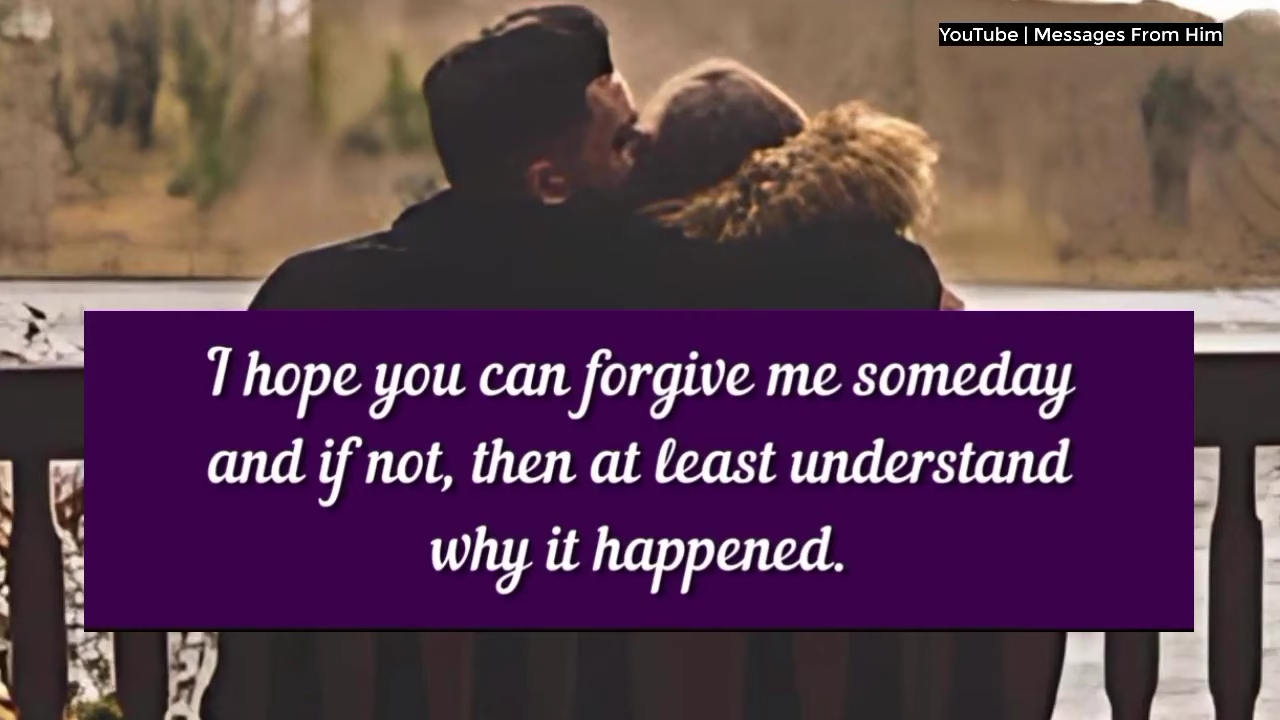 YouTube | Messages From Him
I hope you can forgive me someday
and if not, then at least understand
why it happened.